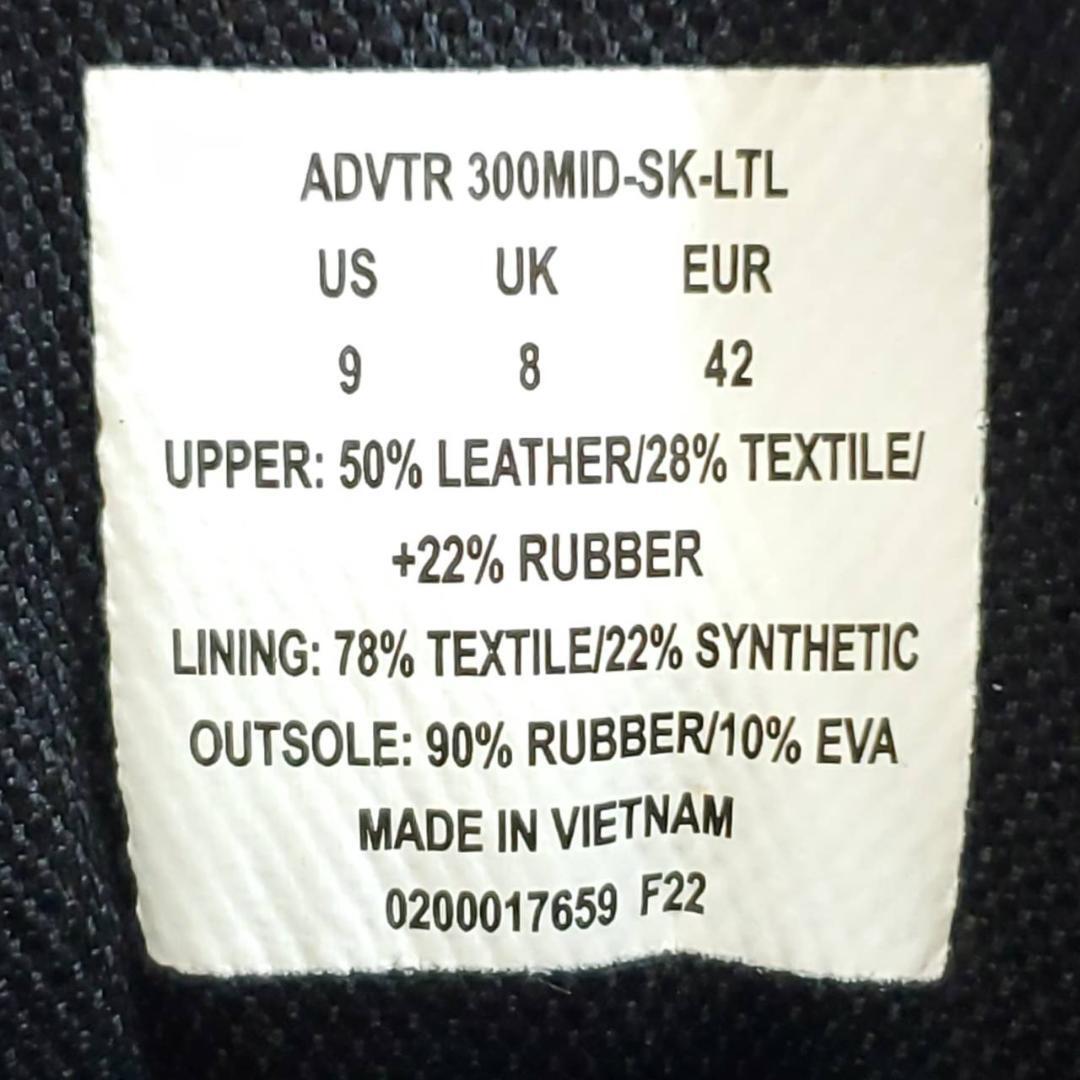 ADVTR 300MID-SK-LTL
US UK EUR
9 8 42
UPPER: 50% LEATHER/28% TEXTILE/
+22% RUBBER
LINING: 78% TEXTILE/22% SYNTHETIC
OUTSOLE: 90% RUBBER/10% EVA
MADE IN VIETNAM
0200017659 F22